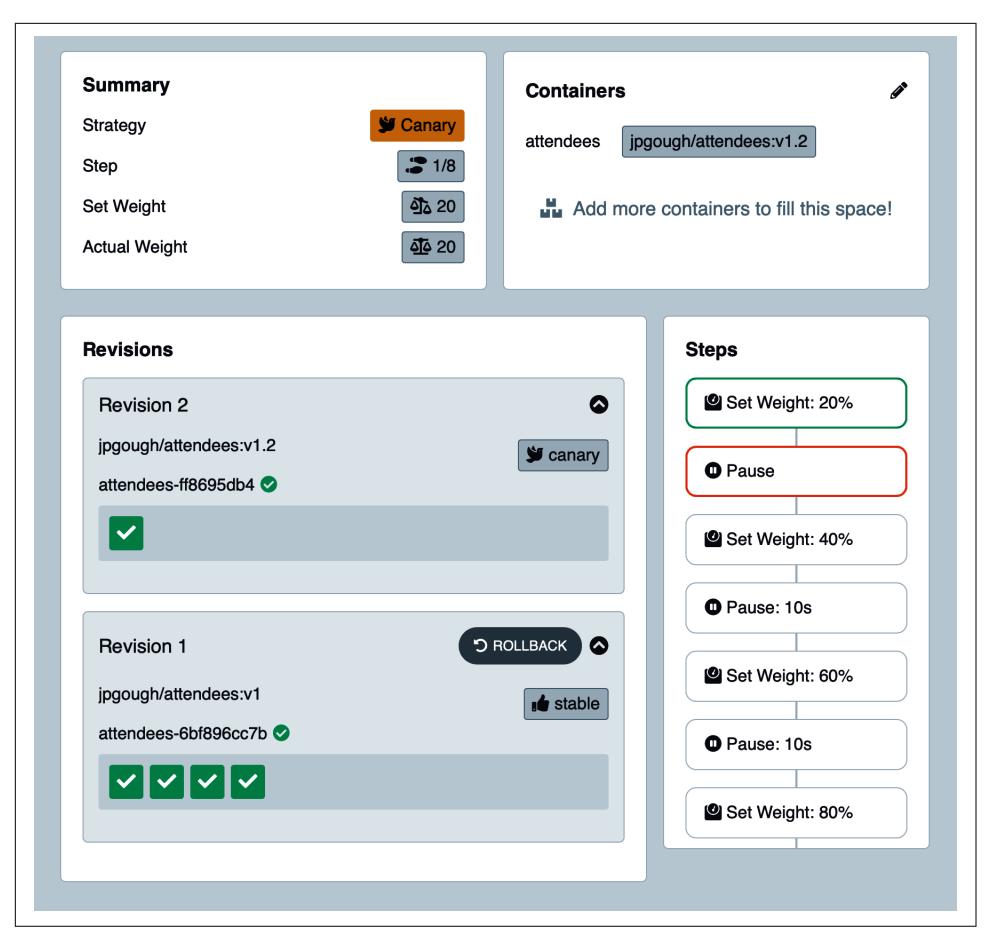 Summary
Strategy
Canary
Step
1/8
Set Weight
20
Actual Weight
20
Containers
attendees
jpgough/attendees:v1.2
Add more containers to fill this space!
Revisions
Revision 2
jpgough/attendees:v1.2
canary
attendees-ff8695db4
Revision 1
ROLLBACK
jpgough/attendees:v1
stable
attendees-6bf896cc7b
Steps
Set Weight: 20%
Pause
Set Weight: 40%
Pause: 10s
Set Weight: 60%
Pause: 10s
Set Weight: 80%